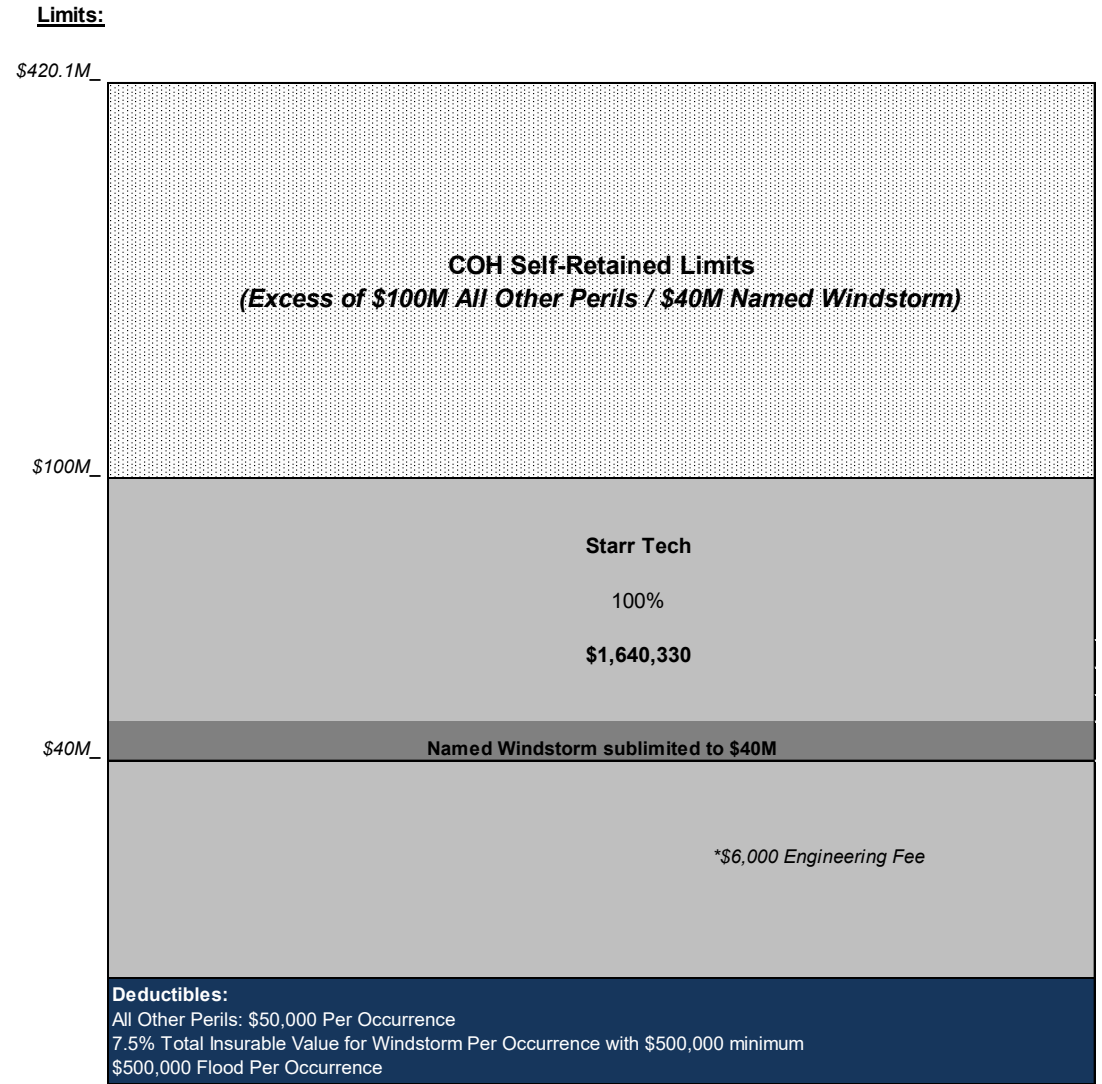 Limits:
$420.1M_
COH Self-Retained Limits
(Excess of $100M All Other Perils / $40M Named Windstorm)
$100M_
Starr Tech
100%
$1,640,330
$40M_
Named Windstorm sublimited to $40M
*$6,000 Engineering Fee
Deductibles:
All Other Perils: $50,000 Per Occurrence
7.5% Total Insurable Value for Windstorm Per Occurrence with $500,000 minimum
$500,000 Flood Per Occurrence